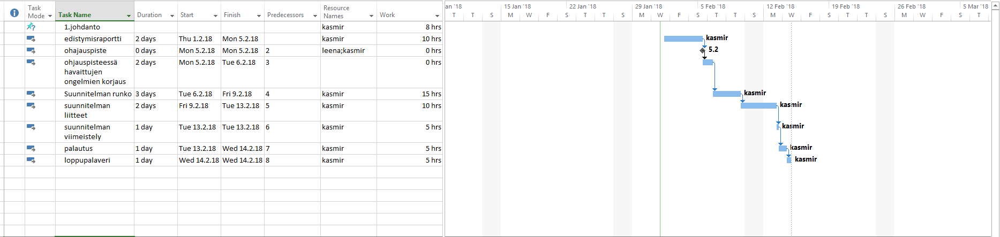 Task Mode Task Name Duration Start Finish Predecessors Resource Names Work
1.johdanto kasmir 8 hrs
edistymisraportti 2 days Thu 1.2.18 Mon 5.2.18 kasmir 10 hrs
ohajauspiste 0 days Mon 5.2.18 Mon 5.2.18 2 leena;kasmir 0 hrs
ohjauspisteessä 2 days Mon 5.2.18 Tue 6.2.18 3 0 hrs
havaittujen
ongelmien korjaus
Suunnitelman runko 3 days Tue 6.2.18 Fri 9.2.18 4 kasmir 15 hrs
suunnitelman 2 days Fri 9.2.18 Tue 13.2.18 5 kasmir 10 hrs
liitteet
suunnitelman 1 day Tue 13.2.18 Tue 13.2.18 6 kasmir 5 hrs
viimeistely
palautus 1 day Tue 13.2.18 Wed 14.2.18 7 kasmir 5 hrs
loppupalaveri 1 day Wed 14.2.18 Wed 14.2.18 8 kasmir 5 hrs
an '18 15 Jan '18 22 Jan '18 29 Jan '18 5 Feb '18 12 Feb '18 19 Feb '18 26 Feb '18 5 Mar '18
T T S M W F S T T S M W F S T T S M W F S T T S M W F S T
kasmir
5.2
kasmir
kasmir
kasmir
kasmir
kasmir